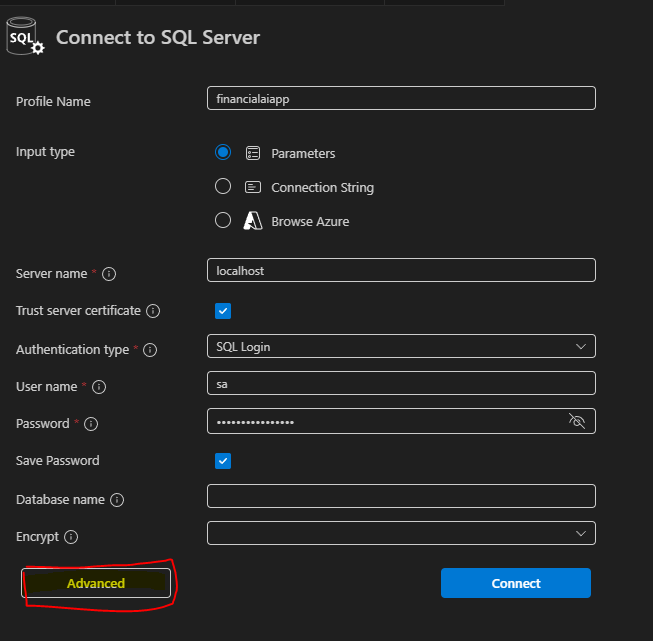 SQL
Connect to SQL Server
Profile Name
financialaiapp
Input type
Parameters
Connection String
Browse Azure
Server name *
localhost
Trust server certificate
Authentication type *
SQL Login
User name *
sa
Password *
••••••••••••••••
Save Password
Database name
Encrypt
Advanced
Connect